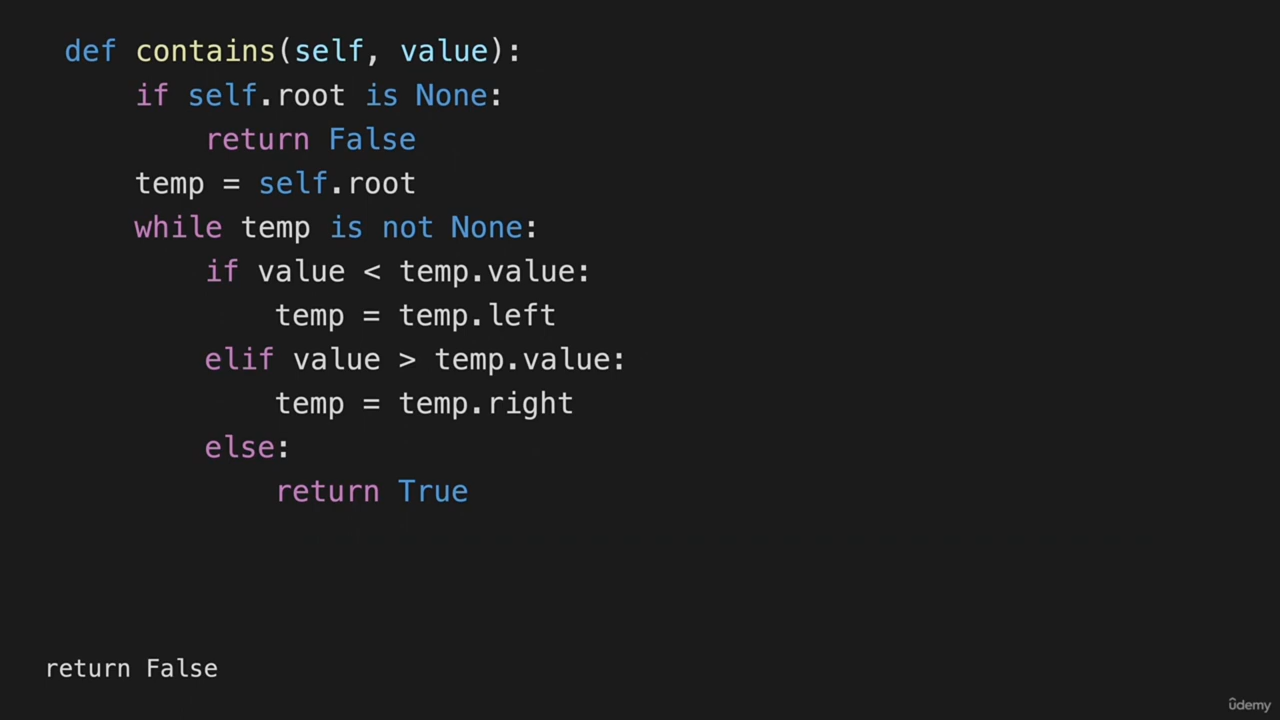 def contains(self, value):
    if self.root is None:
        return False
    temp = self.root
    while temp is not None:
        if value < temp.value:
            temp = temp.left
        elif value > temp.value:
            temp = temp.right
        else:
            return True
return False
ûdemy